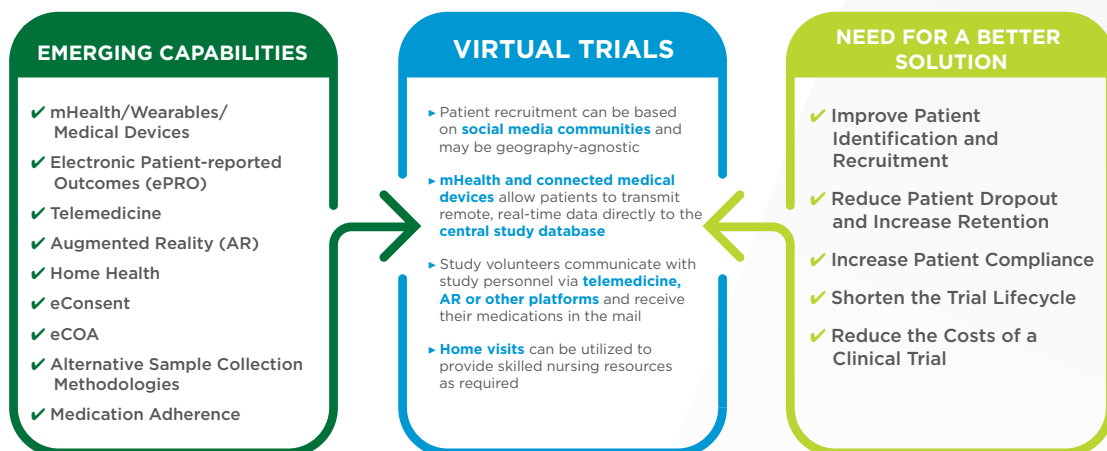 EMERGING CAPABILITIES
✔ mHealth/Wearables/
Medical Devices
✔ Electronic Patient-reported
Outcomes (ePRO)
✔ Telemedicine
✔ Augmented Reality (AR)
✔ Home Health
✔ eConsent
✔ eCOA
✔ Alternative Sample Collection
Methodologies
✔ Medication Adherence
VIRTUAL TRIALS
▸ Patient recruitment can be based
on social media communities and
may be geography-agnostic
▸ mHealth and connected medical
devices allow patients to transmit
remote, real-time data directly to the
central study database
▸ Study volunteers communicate with
study personnel via telemedicine,
AR or other platforms and receive
their medications in the mail
▸ Home visits can be utilized to
provide skilled nursing resources
as required
NEED FOR A BETTER
SOLUTION
✔ Improve Patient
Identification and
Recruitment
✔ Reduce Patient Dropout
and Increase Retention
✔ Increase Patient Compliance
✔ Shorten the Trial Lifecycle
✔ Reduce the Costs of a
Clinical Trial